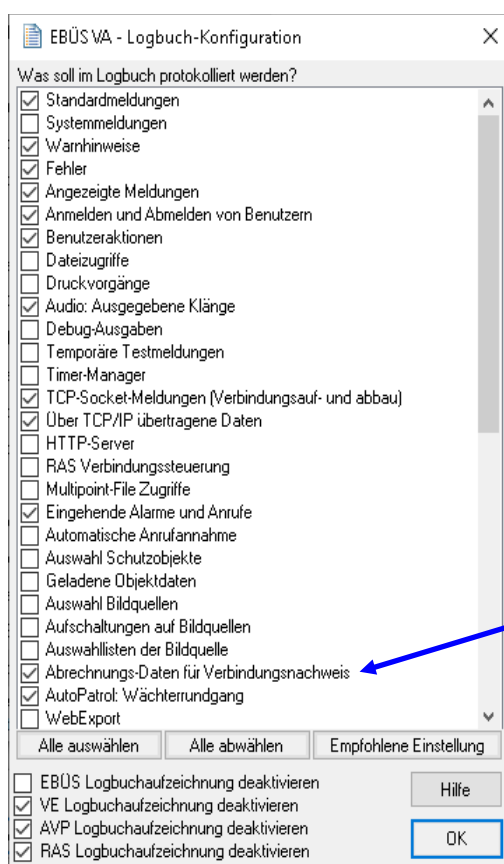 EBÜS VA - Logbuch-Konfiguration
Was soll im Logbuch protokolliert werden?
Standardmeldungen
Systemmeldungen
Warnhinweise
Fehler
Angezeigte Meldungen
Anmelden und Abmelden von Benutzern
Benutzeraktionen
Dateizugriffe
Druckvorgänge
Audio: Ausgegebene Klänge
Debug-Ausgaben
Temporäre Testmeldungen
Timer-Manager
TCP-Socket-Meldungen (Verbindungsauf- und abbau)
Über TCP/IP übertragene Daten
HTTP-Server
RAS Verbindungssteuerung
Multipoint-File Zugriffe
Eingehende Alarme und Anrufe
Automatische Anrufannahme
Auswahl Schutzobjekte
Geladene Objektdaten
Auswahl Bildquellen
Aufschaltungen auf Bildquellen
Auswahllisten der Bildquelle
Abrechnungs-Daten für Verbindungsnachweis
AutoPatrol: Wächterrundgang
WebExport
Alle auswählen Alle abwählen Empfohlene Einstellung
EBÜS Logbuchaufzeichnung deaktivieren
VE Logbuchaufzeichnung deaktivieren
AVP Logbuchaufzeichnung deaktivieren
RAS Logbuchaufzeichnung deaktivieren
Hilfe
OK